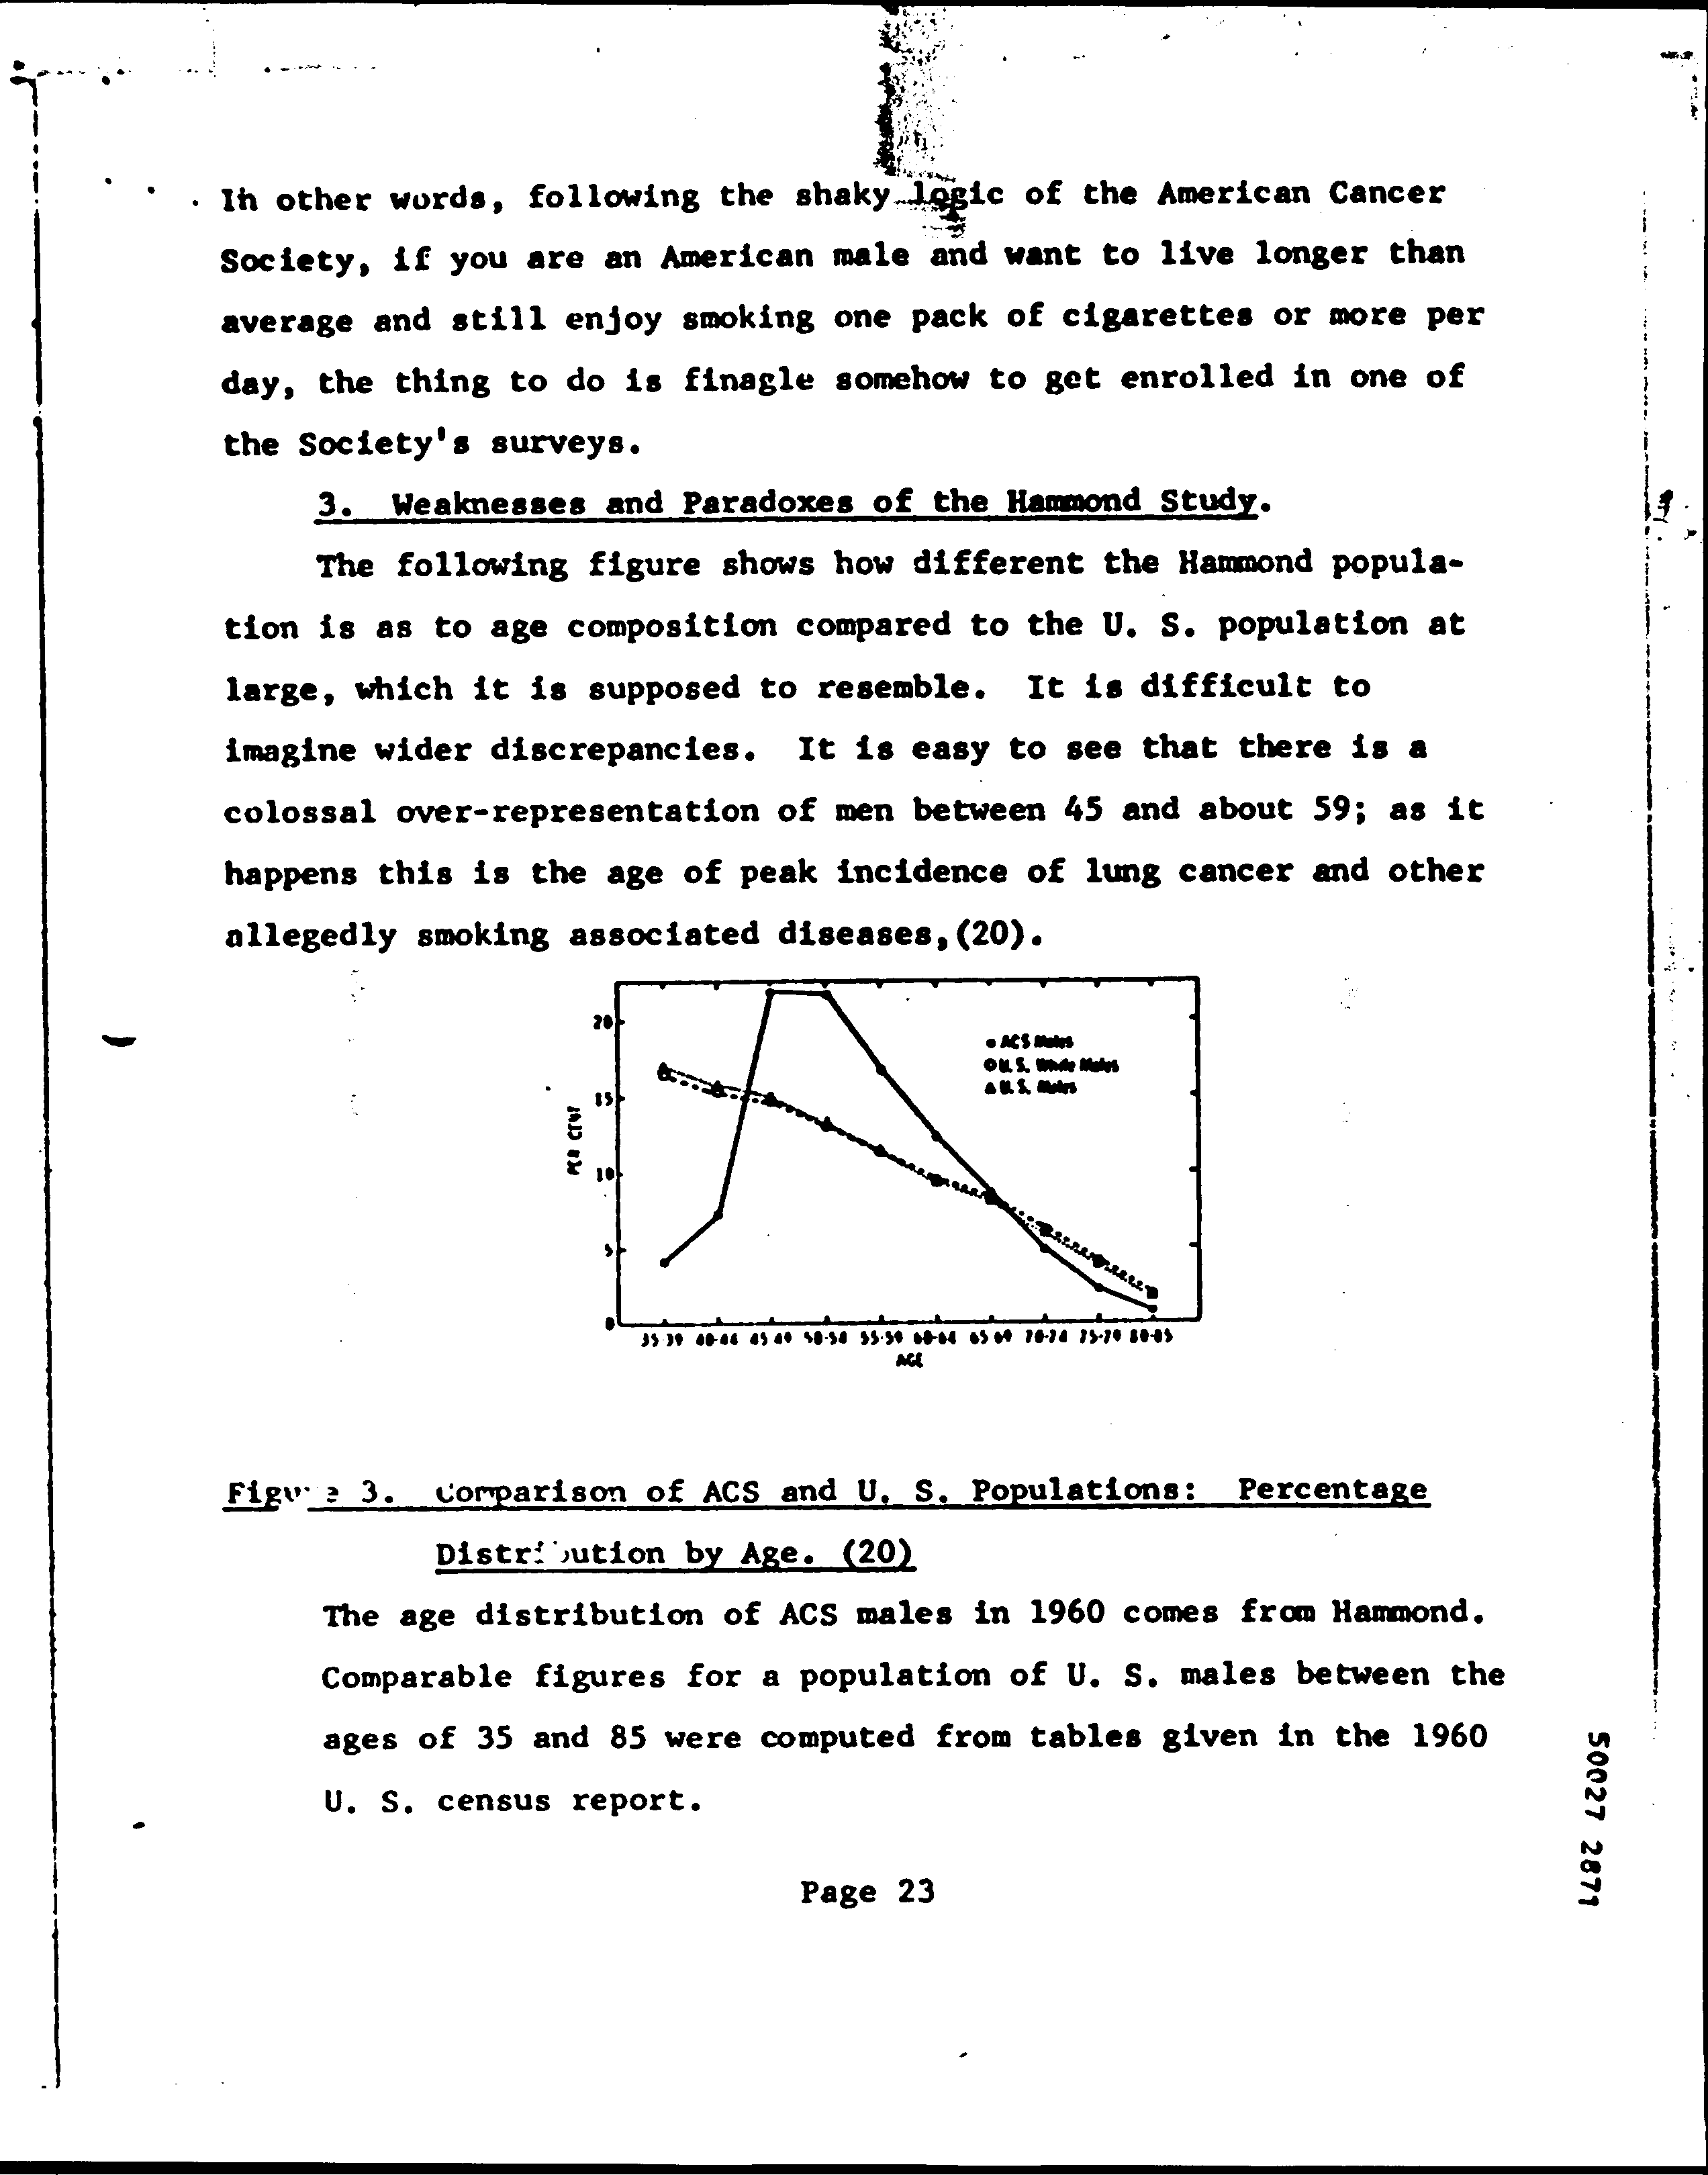 In other words, following the shaky logic of the American Cancer
Society, if you are an American male and want to live longer than
average and still enjoy smoking one pack of cigarettes or more per
day, the thing to do is finagle somehow to get enrolled in one of
the Society's surveys.
3. Weaknesses and Paradoxes of the Hammond Study.
The following figure shows how different the Hammond popula-
tion is as to age composition compared to the U. S. population at
large, which it is supposed to resemble. It is difficult to
imagine wider discrepancies. It is easy to see that there is a
colossal over-representation of men between 45 and about 59; as it
happens this is the age of peak incidence of lung cancer and other
allegedly smoking associated diseases,(20).
20
15
10
5
0
PER CENT
ACS Males
U. S. White Males
U. S. Males
35-39 40-44 45-49 50-54 55-59 60-64 65-69 70-74 75-79 80-85
AGE
Figure 3. Comparison of ACS and U. S. Populations: Percentage
Distribution by Age. (20)
The age distribution of ACS males in 1960 comes from Hammond.
Comparable figures for a population of U. S. males between the
ages of 35 and 85 were computed from tables given in the 1960
U. S. census report.
Page 23
50027 2871